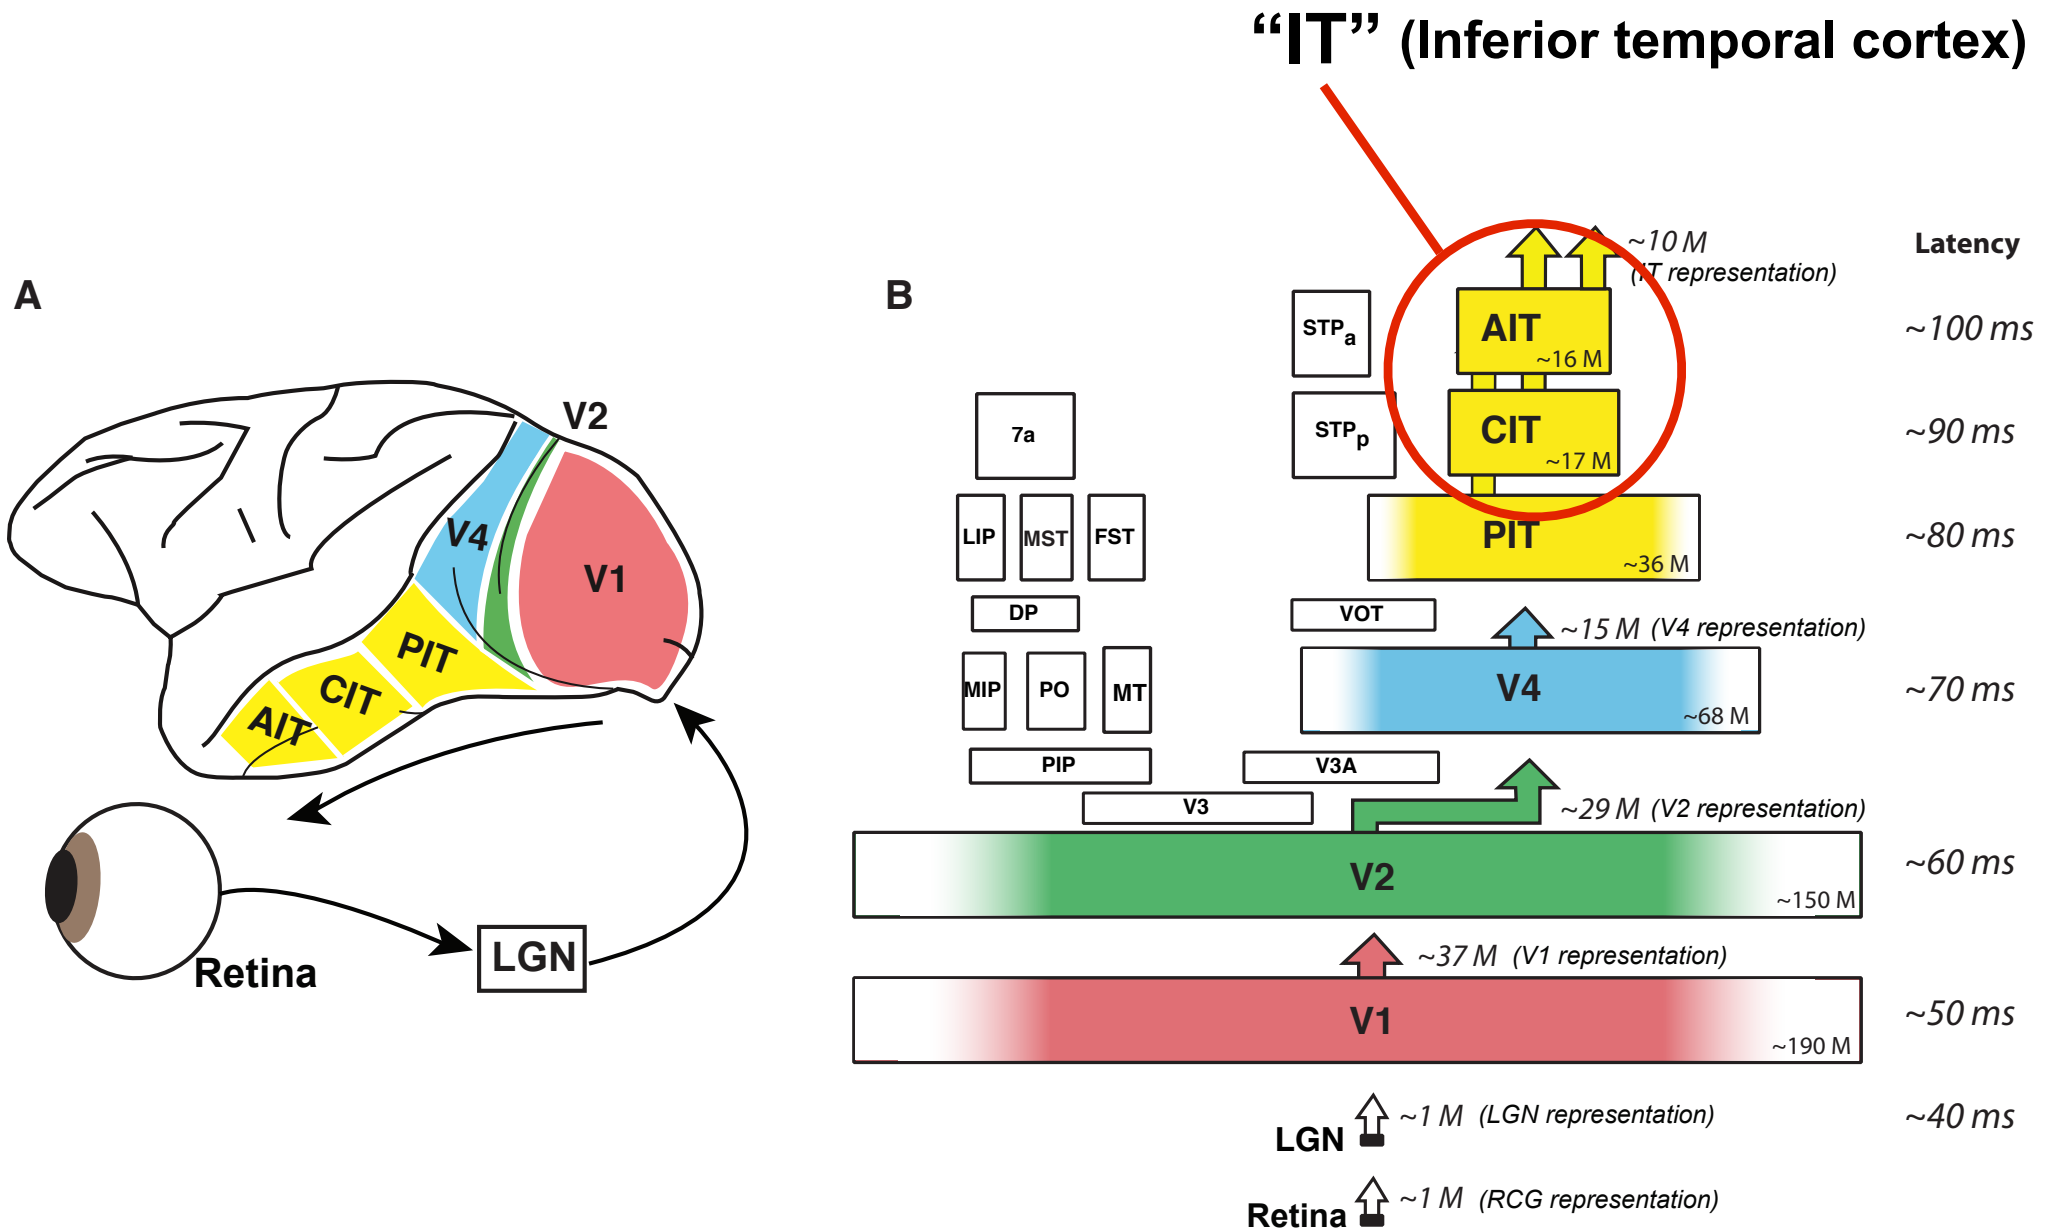 “IT” (Inferior temporal cortex)
A
V2
V4
V1
PIT
CIT
AIT
Retina
LGN
B
Latency
~10 M
(IT representation)
STPa
AIT
~16 M
~100 ms
7a
STPp
CIT
~17 M
~90 ms
LIP
MST
FST
PIT
~36 M
~80 ms
DP
VOT
~15 M (V4 representation)
MIP
PO
MT
V4
~68 M
~70 ms
PIP
V3A
V3
~29 M (V2 representation)
V2
~150 M
~60 ms
~37 M (V1 representation)
V1
~190 M
~50 ms
LGN
~1 M (LGN representation)
~40 ms
Retina
~1 M (RCG representation)